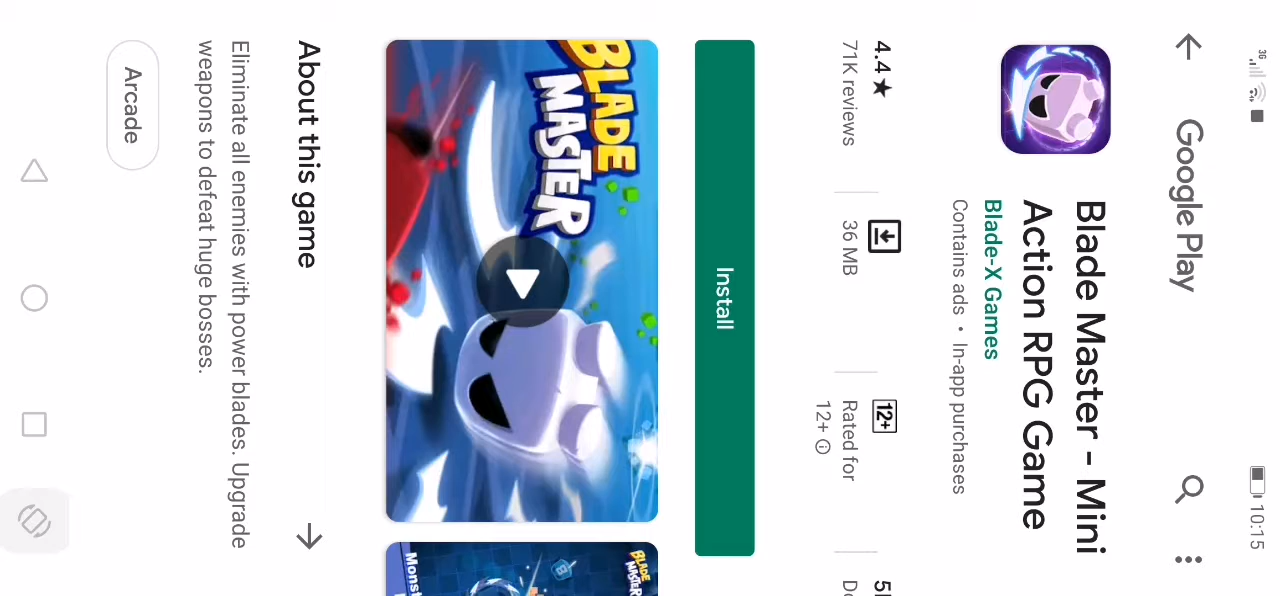 3G
10:15
Google Play
Blade Master - Mini
Action RPG Game
Blade-X Games
Contains ads • In-app purchases
4.4★
71K reviews
36 MB
12+
Rated for
12+
Install
BLADE
MASTER
BLADE
About this game
Eliminate all enemies with power blades. Upgrade
weapons to defeat huge bosses.
Arcade